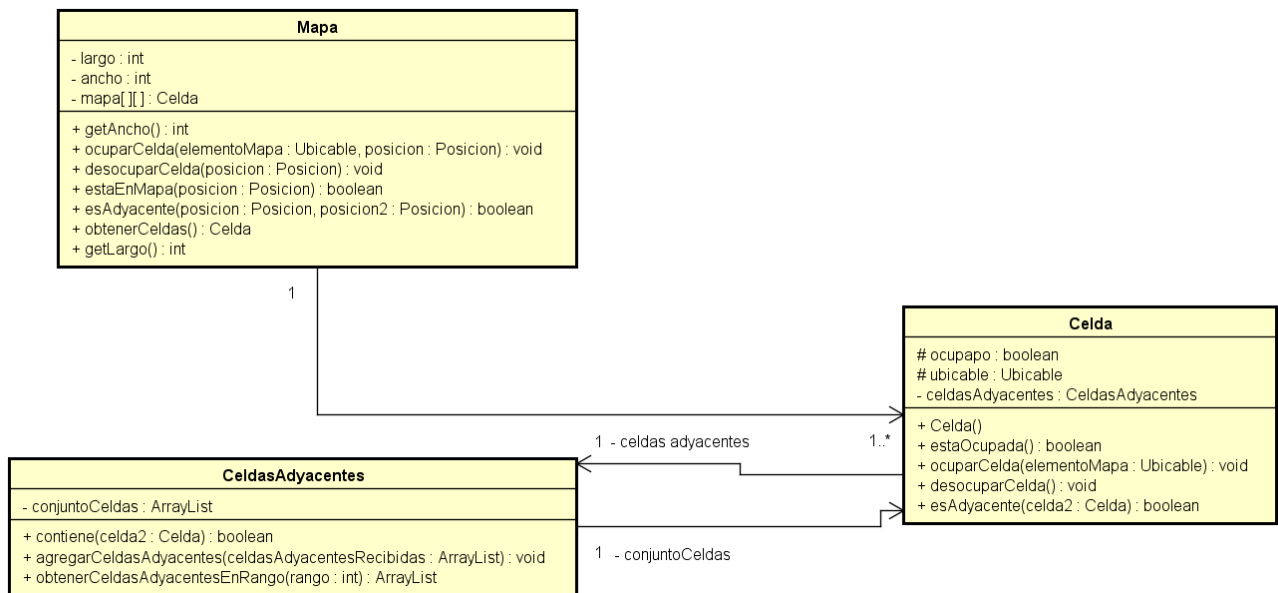 Mapa
- largo : int
- ancho : int
- mapa[ ][ ] : Celda
+ getAncho() : int
+ ocuparCelda(elementoMapa : Ubicable, posicion : Posicion) : void
+ desocuparCelda(posicion : Posicion) : void
+ estaEnMapa(posicion : Posicion) : boolean
+ esAdyacente(posicion : Posicion, posicion2 : Posicion) : boolean
+ obtenerCeldas() : Celda
+ getLargo() : int
1
Celda
# ocupapo : boolean
# ubicable : Ubicable
- celdasAdyacentes : CeldasAdyacentes
+ Celda()
+ estaOcupada() : boolean
+ ocuparCelda(elementoMapa : Ubicable) : void
+ desocuparCelda() : void
+ esAdyacente(celda2 : Celda) : boolean
1 - celdas adyacentes
1..*
CeldasAdyacentes
- conjuntoCeldas : ArrayList
+ contiene(celda2 : Celda) : boolean
+ agregarCeldasAdyacentes(celdasAdyacentesRecibidas : ArrayList) : void
+ obtenerCeldasAdyacentesEnRango(rango : int) : ArrayList
1 - conjuntoCeldas